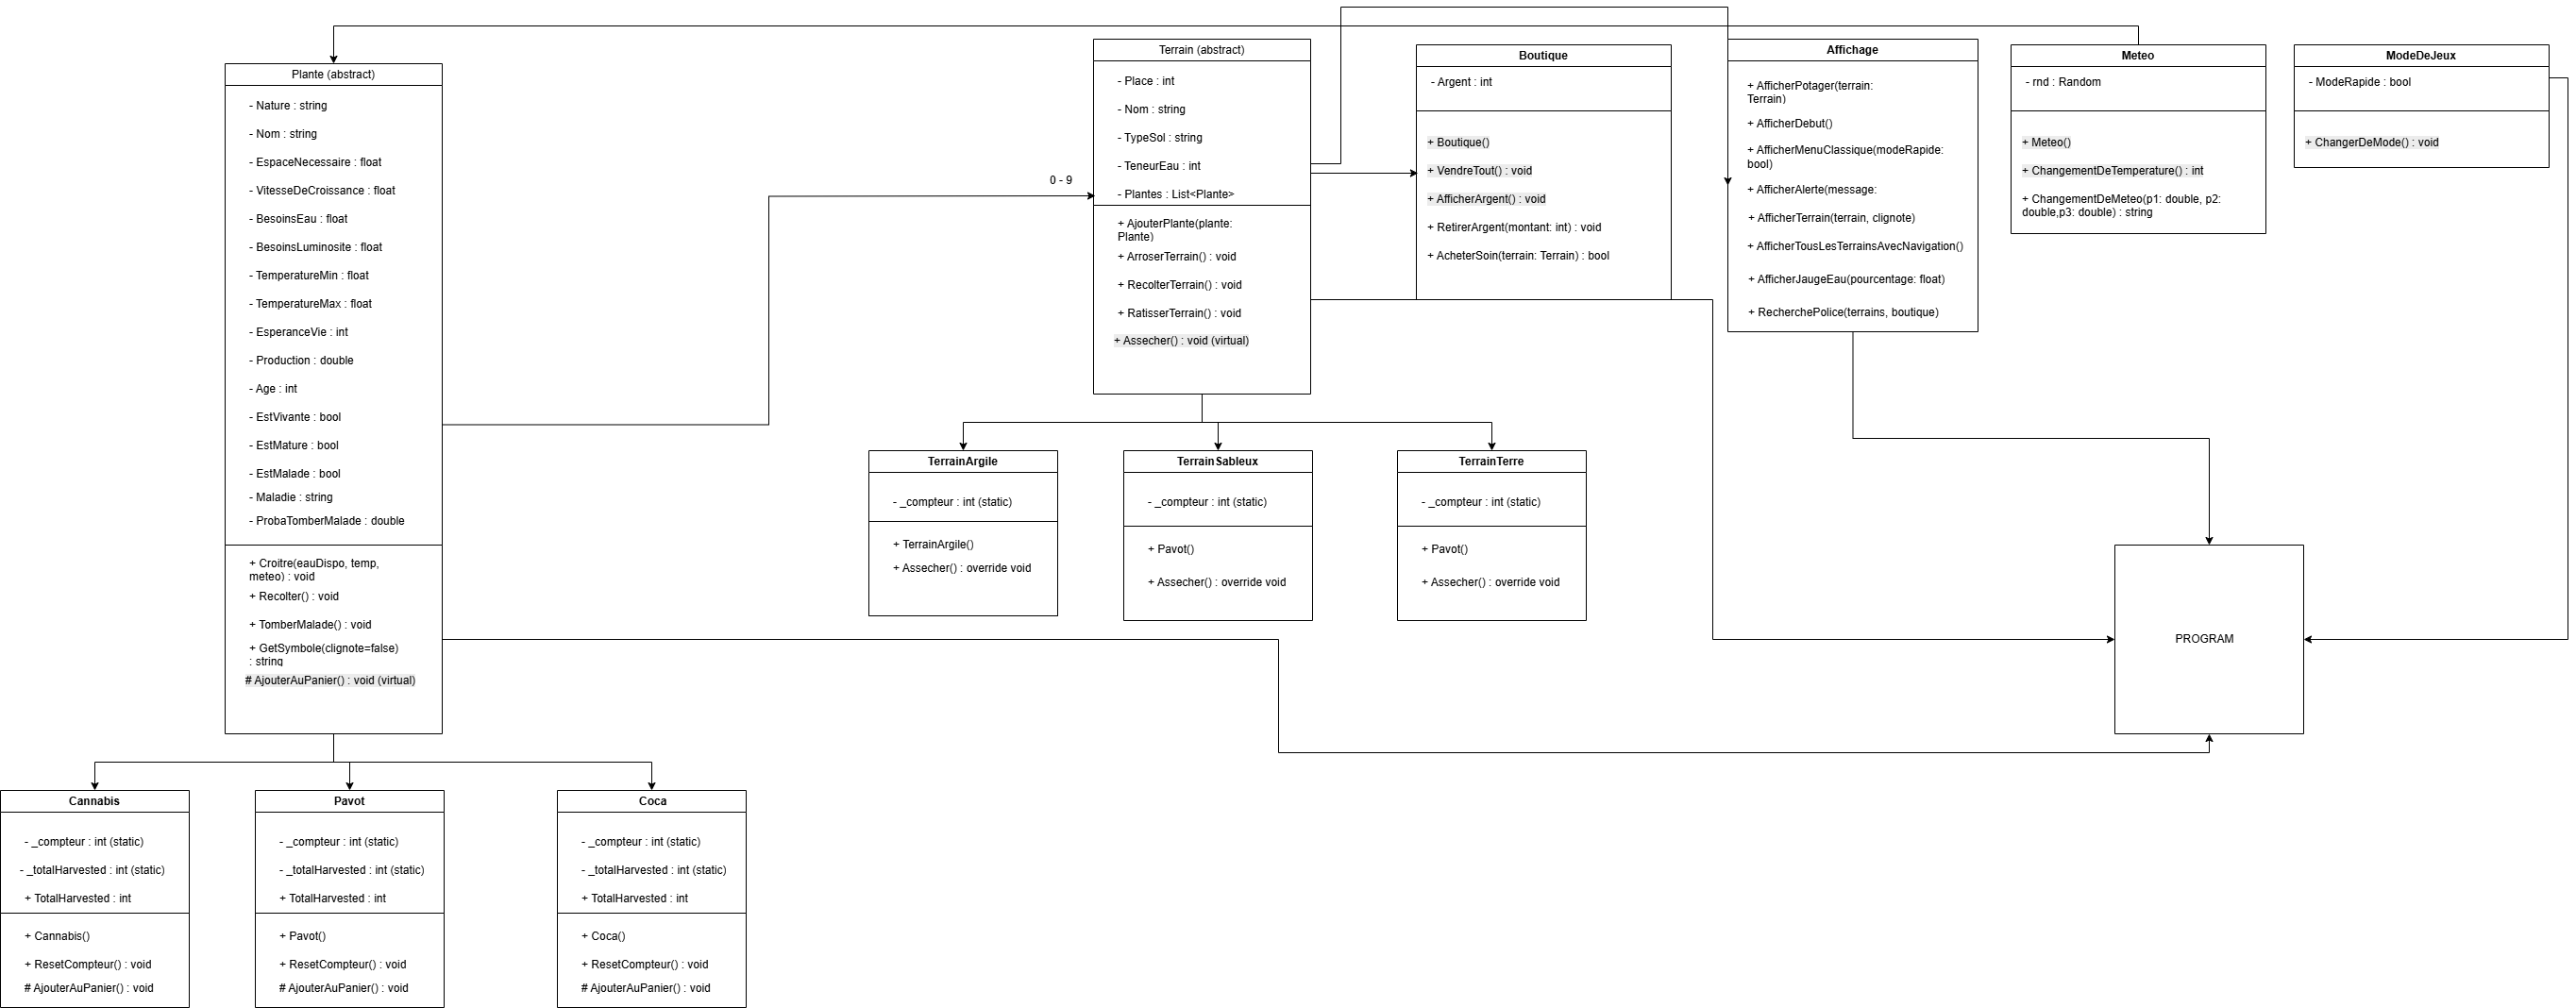 Plante (abstract)
- Nature : string
- Nom : string
- EspaceNecessaire : float
- VitesseDeCroissance : float
- BesoinsEau : float
- BesoinsLuminosite : float
- TemperatureMin : float
- TemperatureMax : float
- EsperanceVie : int
- Production : double
- Age : int
- EstVivante : bool
- EstMature : bool
- EstMalade : bool
- Maladie : string
- ProbaTomberMalade : double
+ Croitre(eauDispo, temp,
meteo) : void
+ Recolter() : void
+ TomberMalade() : void
+ GetSymbole(clignote=false)
: string
# AjouterAuPanier() : void (virtual)
0 - 9
Terrain (abstract)
- Place : int
- Nom : string
- TypeSol : string
- TeneurEau : int
- Plantes : List<Plante>
+ AjouterPlante(plante:
Plante)
+ ArroserTerrain() : void
+ RecolterTerrain() : void
+ RatisserTerrain() : void
+ Assecher() : void (virtual)
Boutique
- Argent : int
+ Boutique()
+ VendreTout() : void
+ AfficherArgent() : void
+ RetirerArgent(montant: int) : void
+ AcheterSoin(terrain: Terrain) : bool
Affichage
+ AfficherPotager(terrain:
Terrain)
+ AfficherDebut()
+ AfficherMenuClassique(modeRapide:
bool)
+ AfficherAlerte(message:
+ AfficherTerrain(terrain, clignote)
+ AfficherTousLesTerrainsAvecNavigation()
+ AfficherJaugeEau(pourcentage: float)
+ RecherchePolice(terrains, boutique)
Meteo
- rnd : Random
+ Meteo()
+ ChangementDeTemperature() : int
+ ChangementDeMeteo(p1: double, p2:
double,p3: double) : string
ModeDeJeux
- ModeRapide : bool
+ ChangerDeMode() : void
TerrainArgile
- _compteur : int (static)
+ TerrainArgile()
+ Assecher() : override void
TerrainSableux
- _compteur : int (static)
+ Pavot()
+ Assecher() : override void
TerrainTerre
- _compteur : int (static)
+ Pavot()
+ Assecher() : override void
PROGRAM
Cannabis
- _compteur : int (static)
- _totalHarvested : int (static)
+ TotalHarvested : int
+ Cannabis()
+ ResetCompteur() : void
# AjouterAuPanier() : void
Pavot
- _compteur : int (static)
- _totalHarvested : int (static)
+ TotalHarvested : int
+ Pavot()
+ ResetCompteur() : void
# AjouterAuPanier() : void
Coca
- _compteur : int (static)
- _totalHarvested : int (static)
+ TotalHarvested : int
+ Coca()
+ ResetCompteur() : void
# AjouterAuPanier() : void